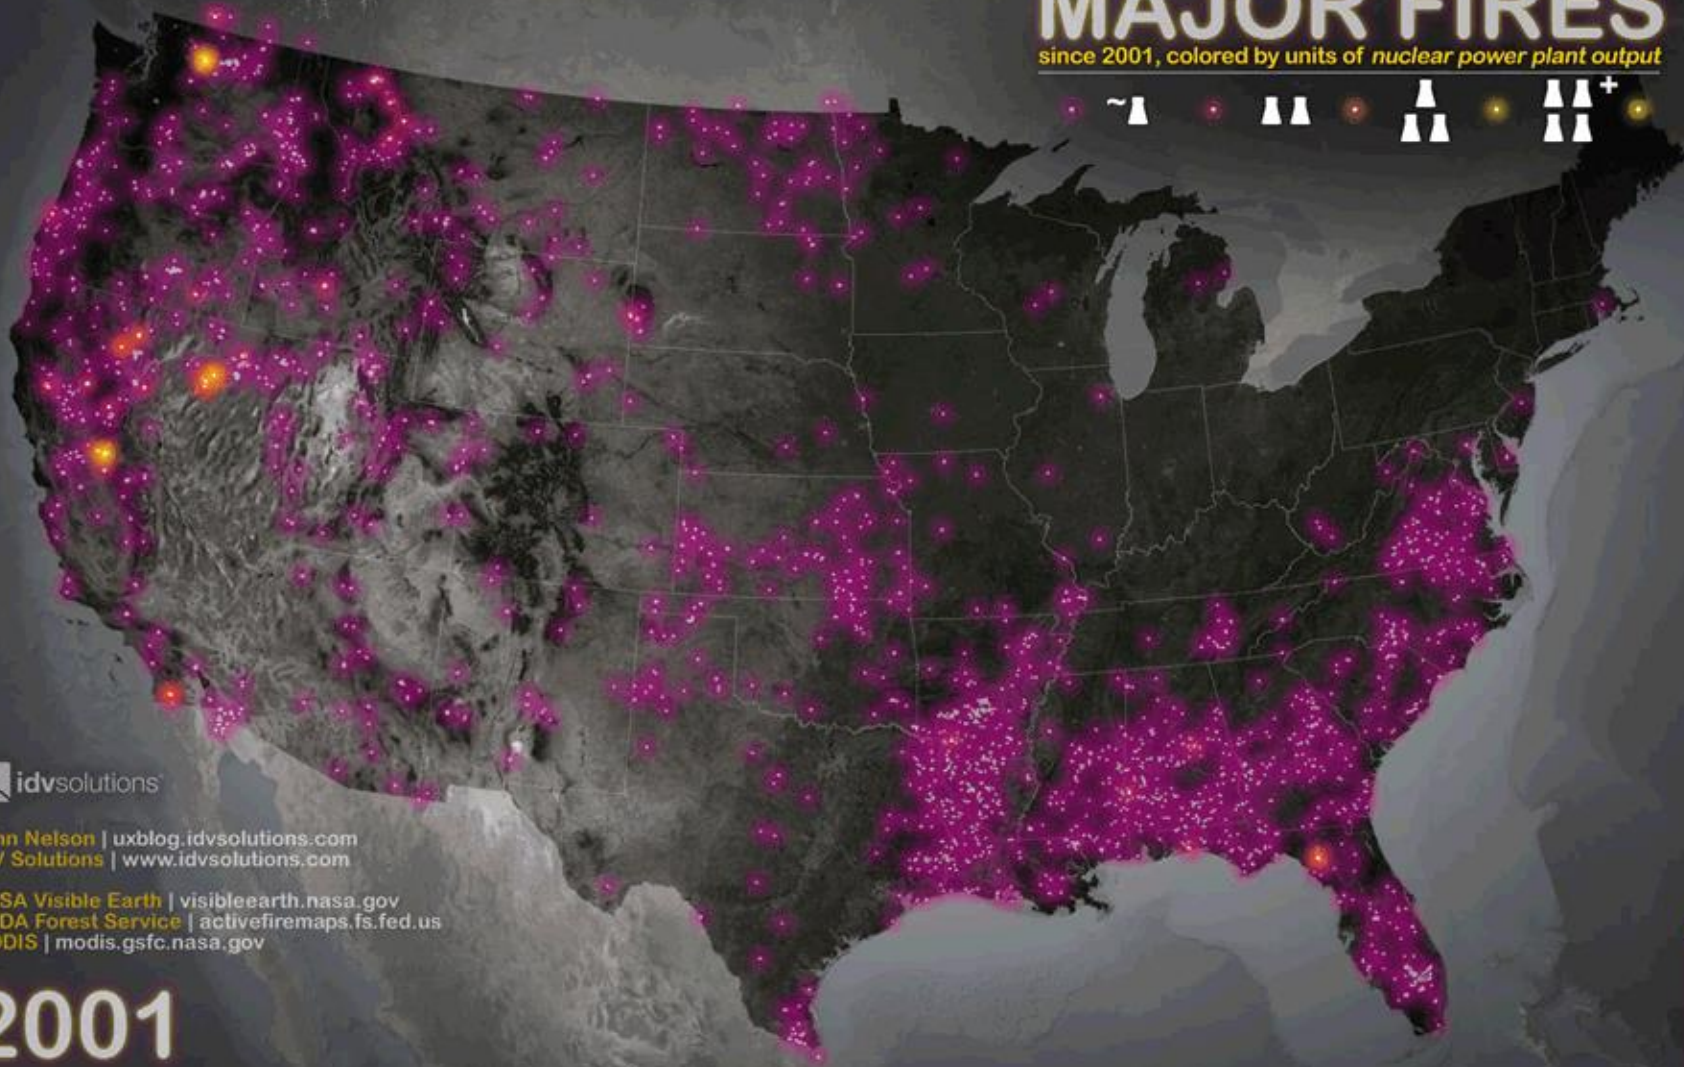 MAJOR FIRES
since 2001, colored by units of nuclear power plant output
~
+
idvsolutions
nn Nelson | uxblog.idvsolutions.com
V Solutions | www.idvsolutions.com
SA Visible Earth | visibleearth.nasa.gov
DA Forest Service | activefiremaps.fs.fed.us
ODIS | modis.gsfc.nasa.gov
2001